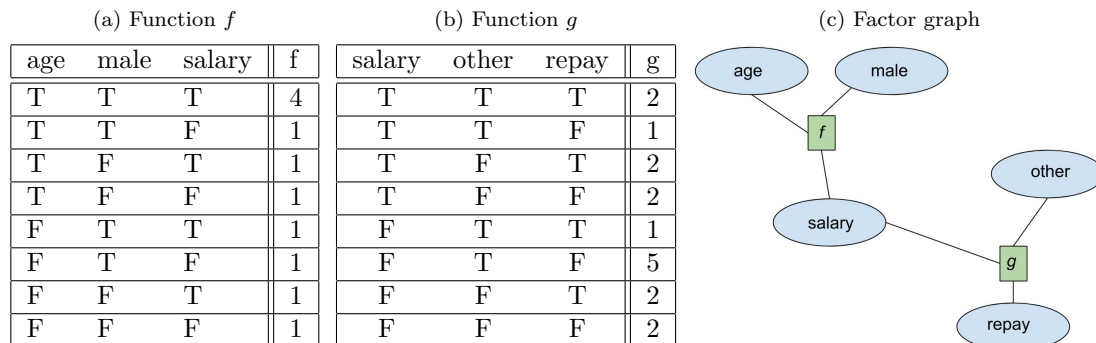 (a) Function f
age male salary f
T T T 4
T T F 1
T F T 1
T F F 1
F T T 1
F T F 1
F F T 1
F F F 1
(b) Function g
salary other repay g
T T T 2
T T F 1
T F T 2
T F F 2
F T T 1
F T F 5
F F T 2
F F F 2
(c) Factor graph
age
male
f
other
salary
g
repay